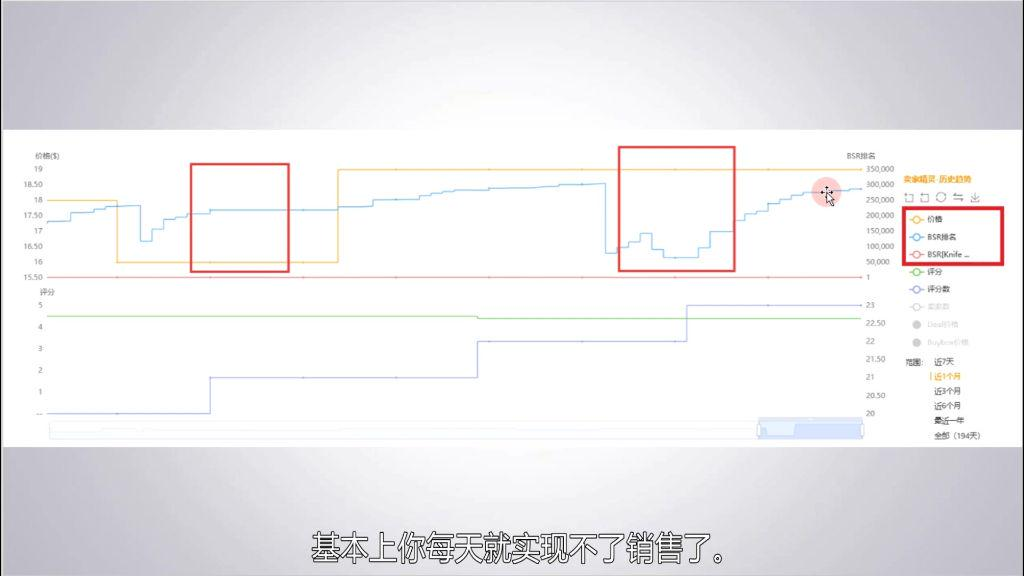 价格($)
BSR排名
19
18.50
18
17.50
17
16.50
16
15.50
350,000
300,000
250,000
200,000
150,000
100,000
50,000
1
评分
5
4
3
2
1
--
23
22.50
22
21.50
21
20.50
20
卖家精灵-历史趋势
价格
BSR排名
BSR[Knife ...
评分
评分数
卖家数
Deal价格
Buybox价格
范围:
近7天
近1个月
近3个月
近6个月
最近一年
全部（194天）
基本上你每天就实现不了销售了。